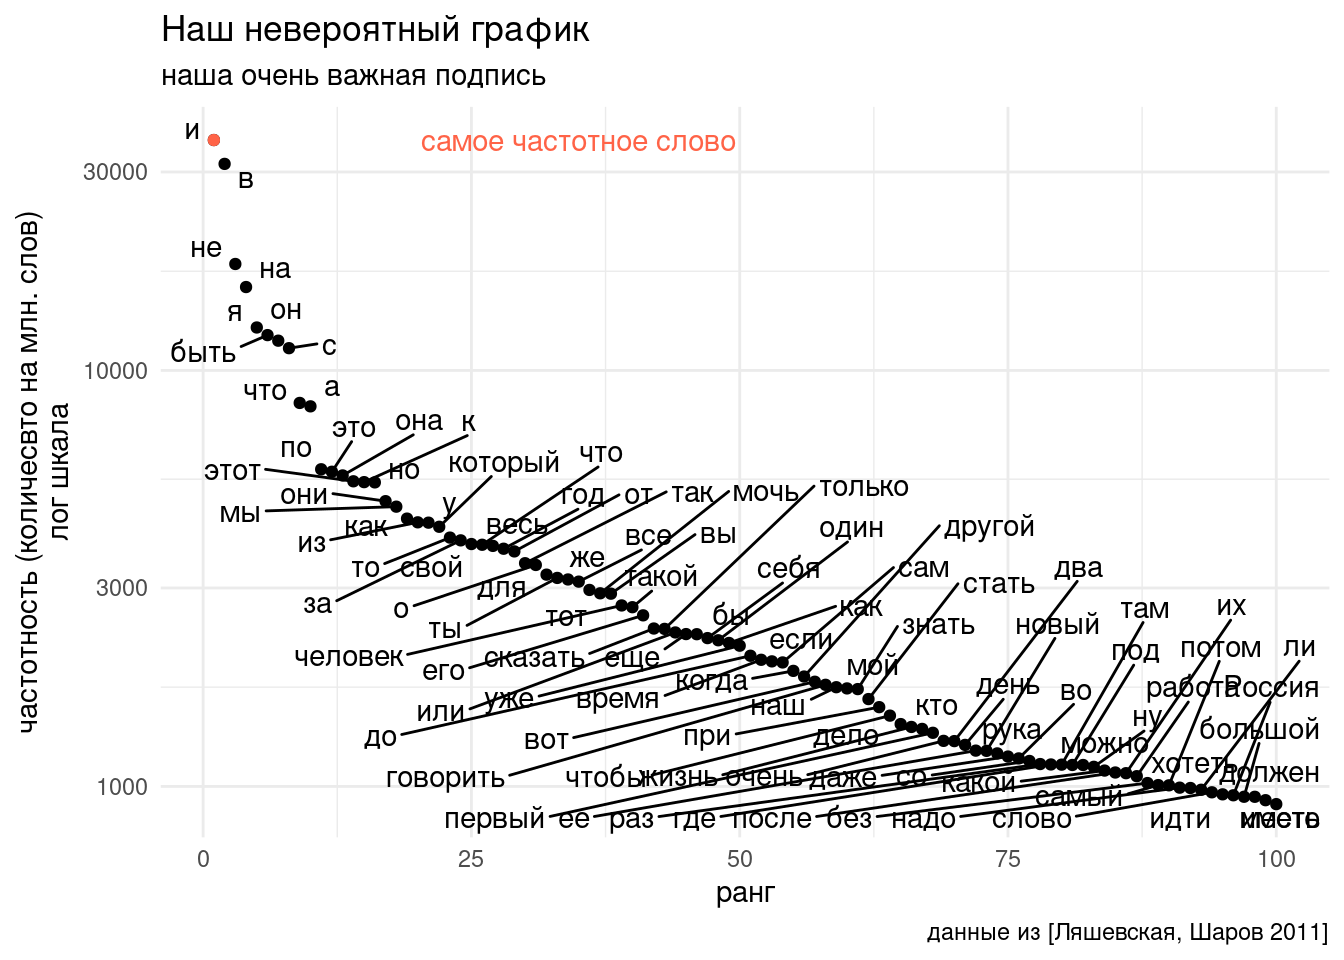 Наш невероятный график
наша очень важная подпись
частотность (количесвто на млн. слов)
лог шкала
30000
10000
3000
1000
самое частотное слово
и
в
не
на
я
он
быть
с
что
а
это
она
к
по
этот
но
который
что
они
мы
у
год
от
так
мочь
только
как
из
весь
все
вы
один
другой
то
свой
же
за
о
для
такой
себя
сам
стать
два
ты
тот
бы
как
знать
новый
там
их
человек
его
сказать
еще
если
мой
под
потом
ли
уже
время
когда
день
во
работа
Россия
или
наш
кто
ну
большой
до
вот
при
дело
рука
можно
говорить
чтобы
жизнь
очень
даже
со
какой
хотеть
должен
самый
первый
ее
раз
где
после
без
надо
слово
идти
иметь
0
25
50
75
100
ранг
данные из [Ляшевская, Шаров 2011]